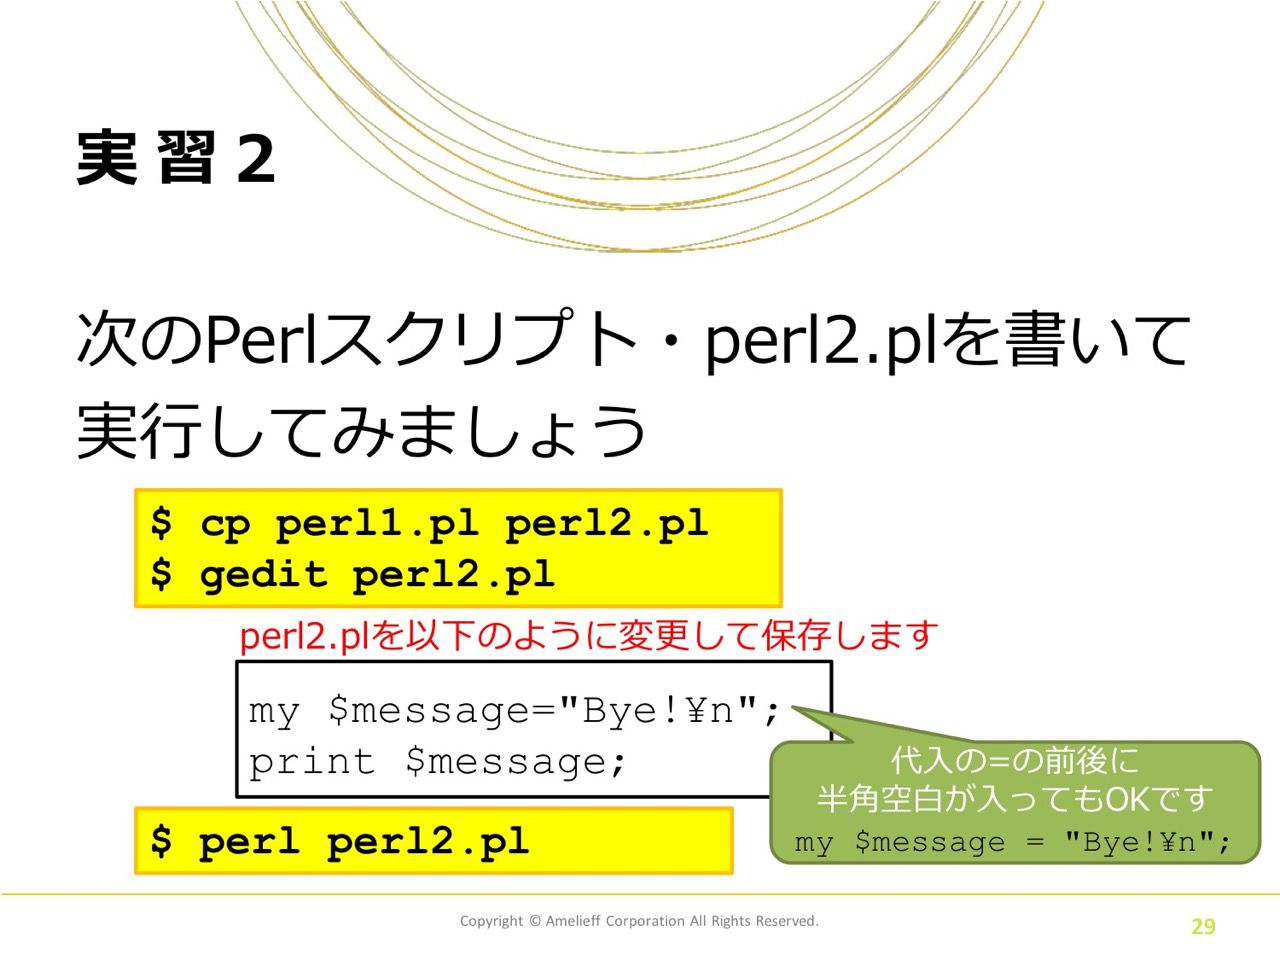 実習２
次のPerlスクリプト・perl2.plを書いて
実行してみましょう
$ cp perl1.pl perl2.pl
$ gedit perl2.pl
perl2.plを以下のように変更して保存します
my $message="Bye!¥n";
print $message;
代入の=の前後に
半角空白が入ってもOKです
my $message = "Bye!¥n";
$ perl perl2.pl
Copyright © Amelieff Corporation All Rights Reserved.
29